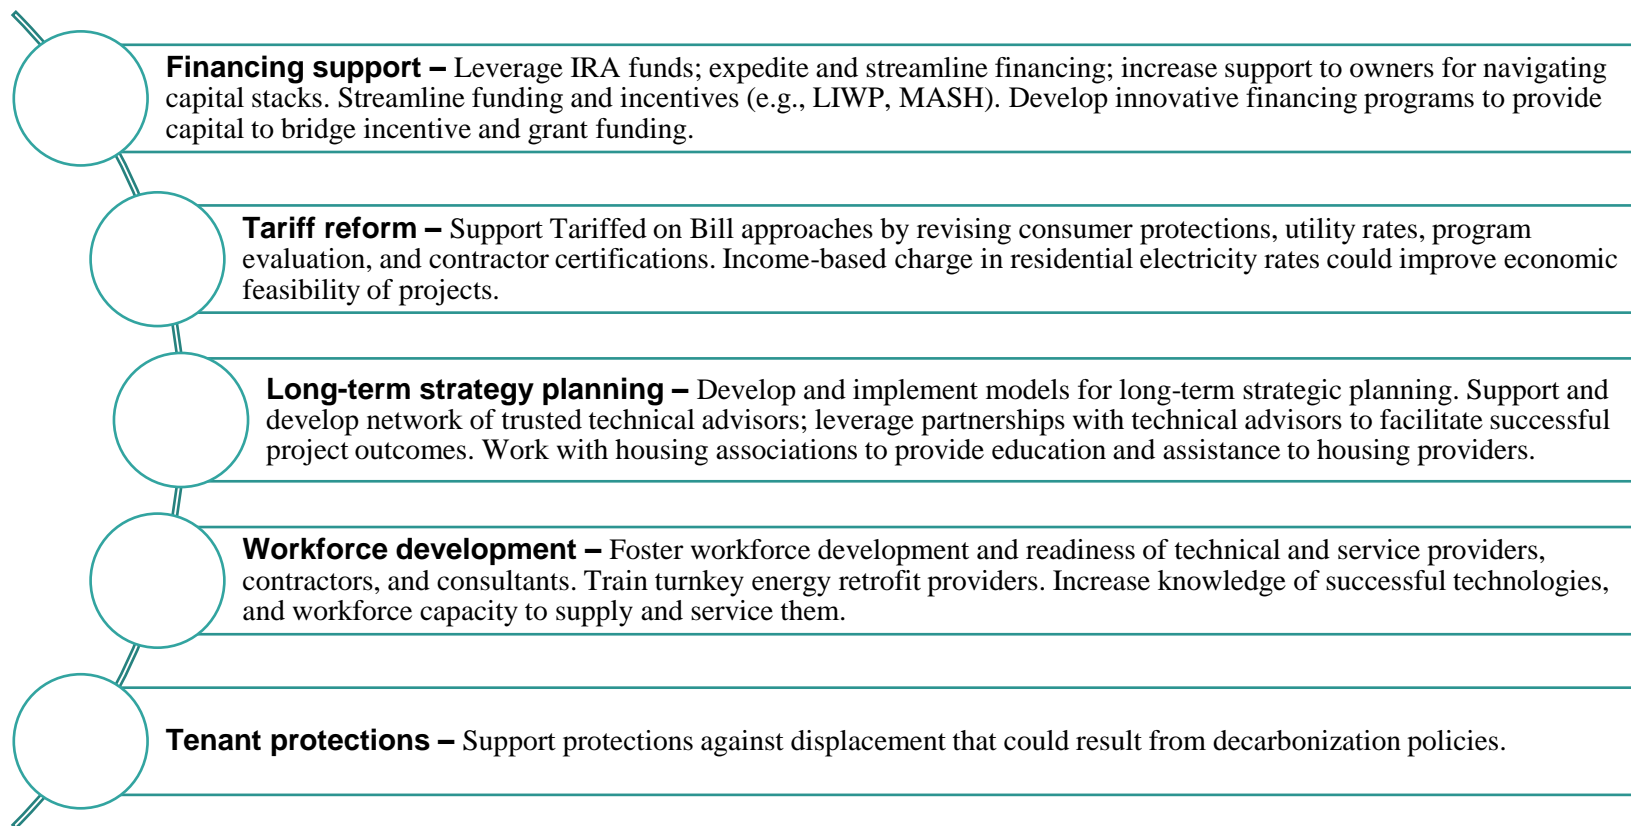 Financing support – Leverage IRA funds; expedite and streamline financing; increase support to owners for navigating
capital stacks. Streamline funding and incentives (e.g., LIWP, MASH). Develop innovative financing programs to provide
capital to bridge incentive and grant funding.
Tariff reform – Support Tariffed on Bill approaches by revising consumer protections, utility rates, program
evaluation, and contractor certifications. Income-based charge in residential electricity rates could improve economic
feasibility of projects.
Long-term strategy planning – Develop and implement models for long-term strategic planning. Support and
develop network of trusted technical advisors; leverage partnerships with technical advisors to facilitate successful
project outcomes. Work with housing associations to provide education and assistance to housing providers.
Workforce development – Foster workforce development and readiness of technical and service providers,
contractors, and consultants. Train turnkey energy retrofit providers. Increase knowledge of successful technologies,
and workforce capacity to supply and service them.
Tenant protections – Support protections against displacement that could result from decarbonization policies.